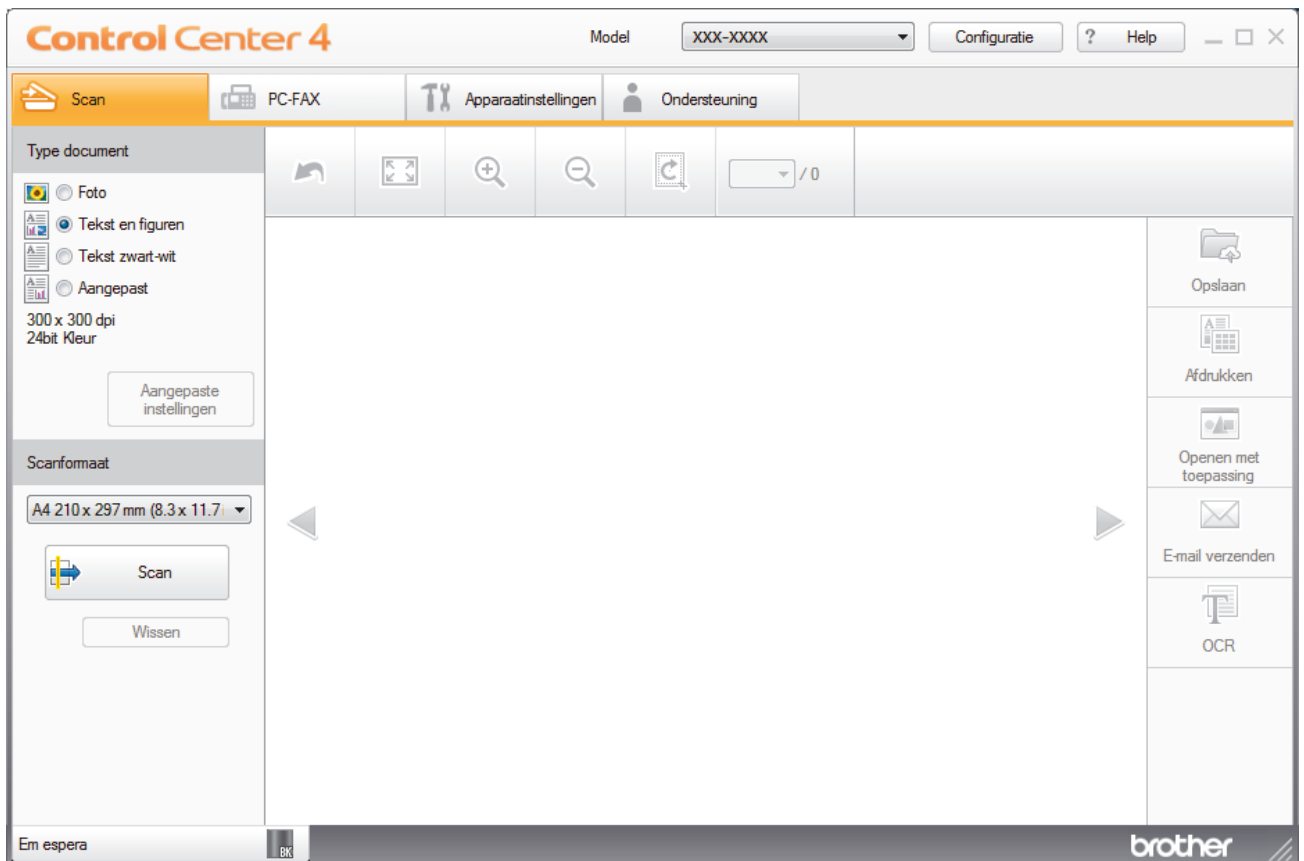 Control Center 4
Model
XXX-XXXX
Configuratie
? Help
Scan
PC-FAX
Apparaatinstellingen
Ondersteuning
Type document
Foto
Tekst en figuren
Tekst zwart-wit
Aangepast
300 x 300 dpi
24bit Kleur
Aangepaste
instellingen
Scanformaat
A4 210 x 297 mm (8.3 x 11.7
Scan
Wissen
/ 0
Opslaan
Afdrukken
Openen met
toepassing
E-mail verzenden
OCR
Em espera
BK
brother